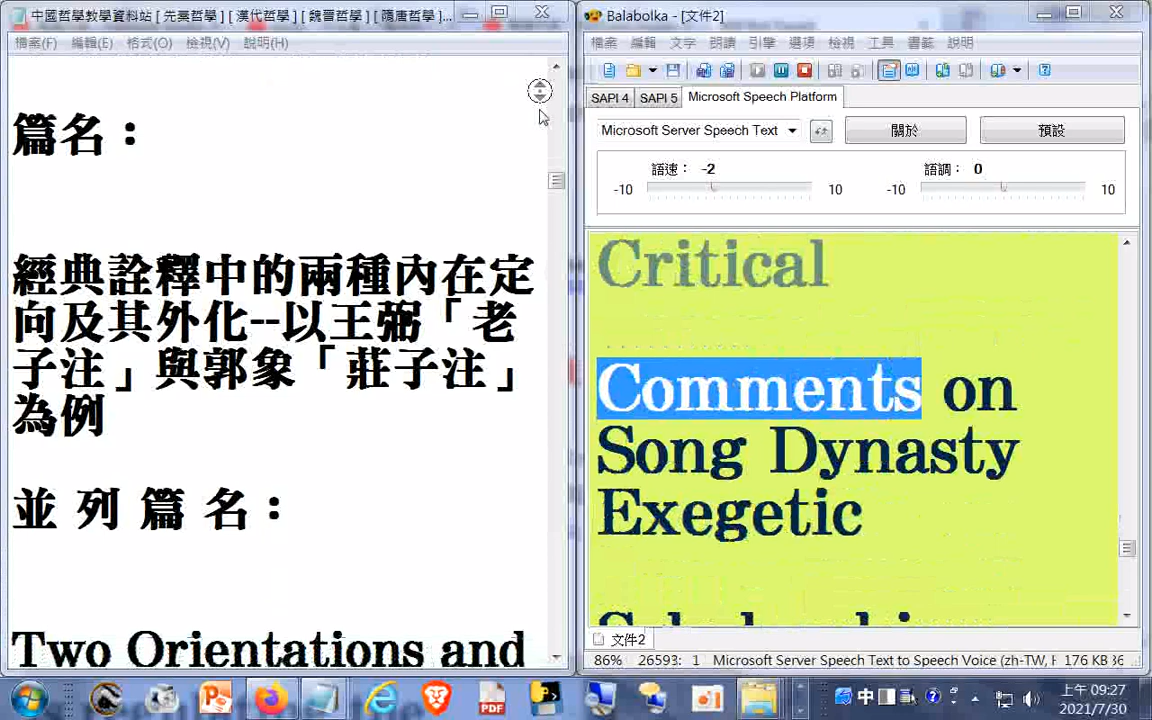 中國哲學教學資料站 [ 先秦哲學 ] [ 漢代哲學 ] [ 魏晉哲學 ] [ 隋唐哲學 ]...
檔案(F) 編輯(E) 格式(O) 檢視(V) 說明(H)
篇名：
經典詮釋中的兩種內在定
向及其外化--以王弼「老
子注」與郭象「莊子注」
為例
並 列 篇 名：
Two Orientations and
Balabolka - [文件2]
檔案 編輯 文字 朗讀 引擎 選項 檢視 工具 書籤 說明
SAPI 4 SAPI 5 Microsoft Speech Platform
Microsoft Server Speech Text 關於 預設
語速： -2 語調： 0
-10 10 -10 10
Critical
Comments on
Song Dynasty
Exegetic
文件2
86% 26593: 1 Microsoft Server Speech Text to Speech Voice (zh-TW, 176 KB
中
上午 09:27
2021/7/30